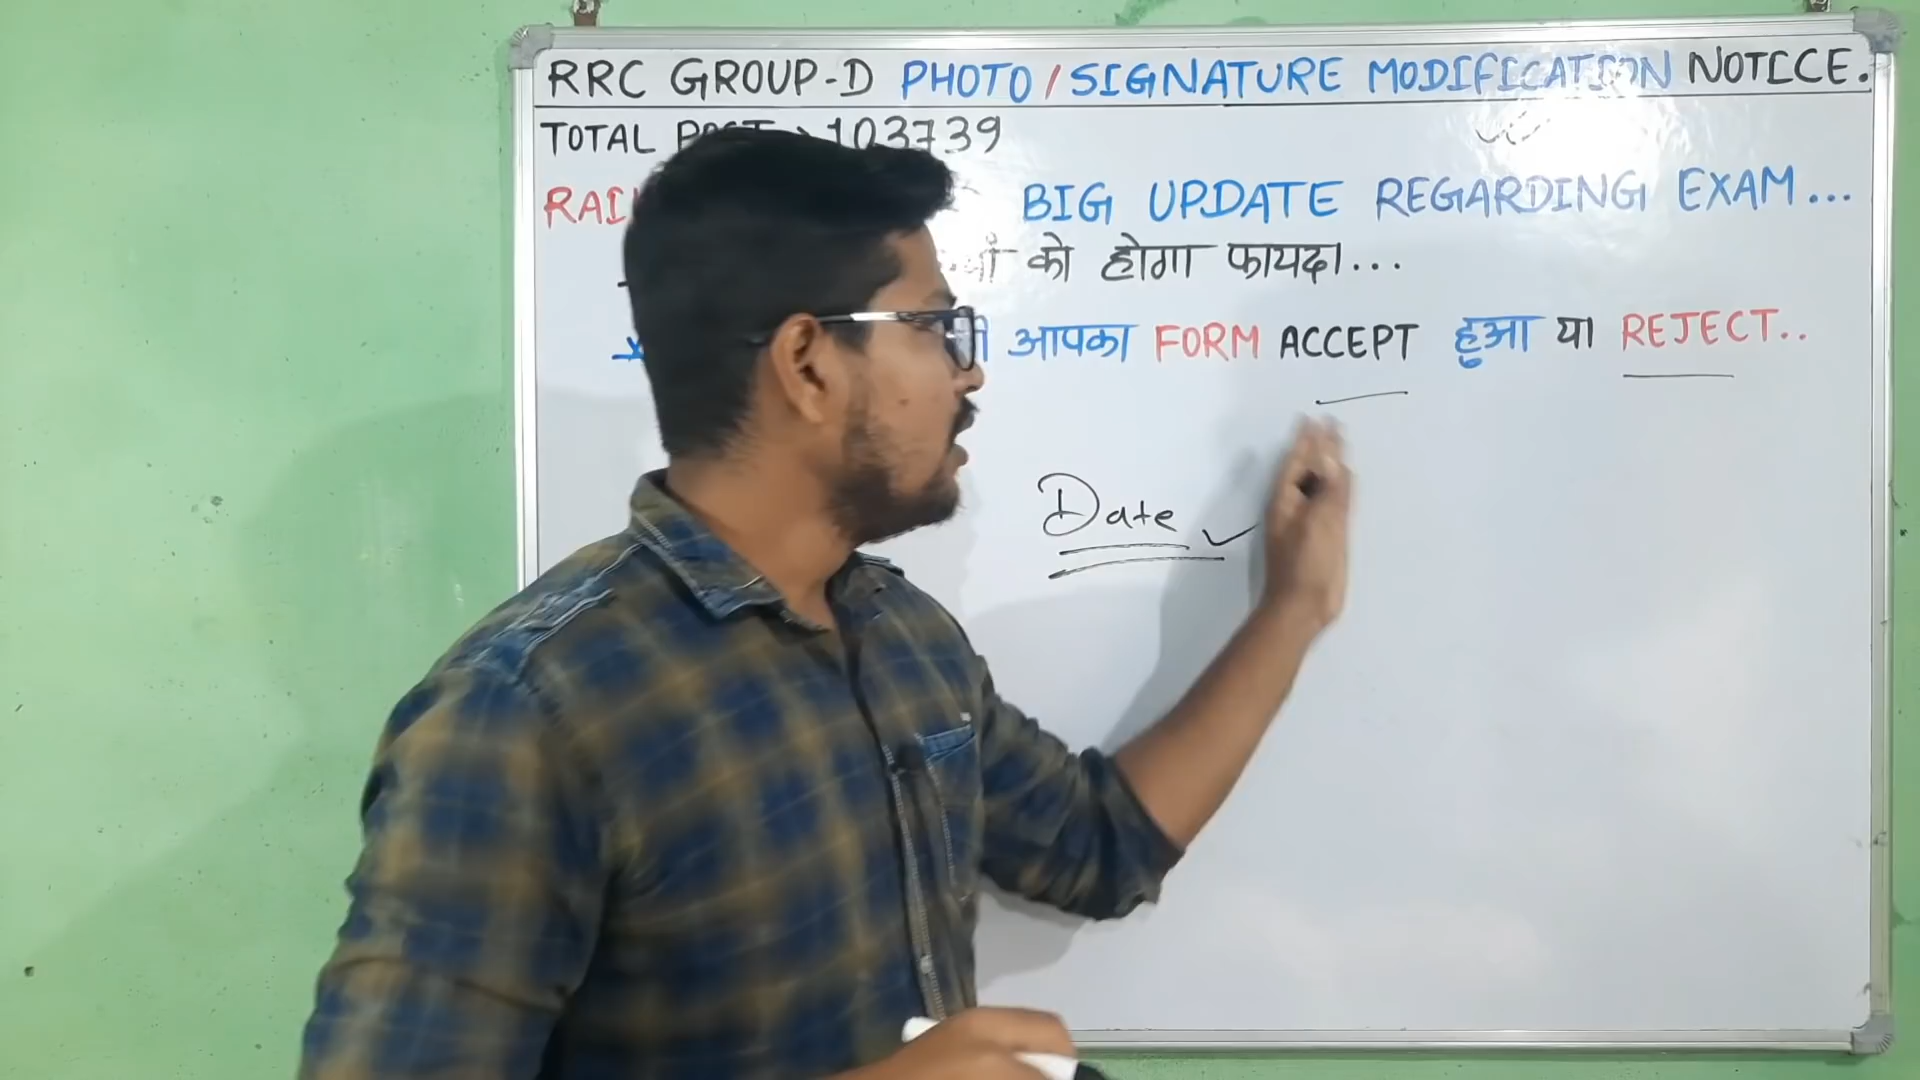 RRC GROUP-D PHOTO/SIGNATURE MODIFICATION NOTICE.
TOTAL POST 103739
BIG UPDATE REGARDING EXAM...
को होगा फायदा...
आपका FORM ACCEPT हुआ या REJECT..
Date